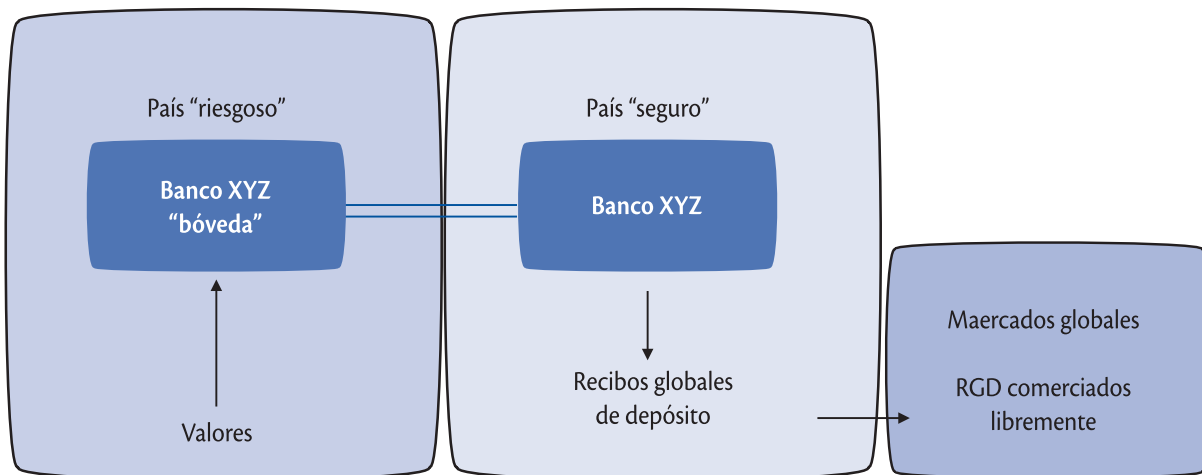 País “riesgoso”
Banco XYZ
“bóveda”
Valores
País “seguro”
Banco XYZ
Recibos globales
de depósito
Maercados globales
RGD comerciados
libremente